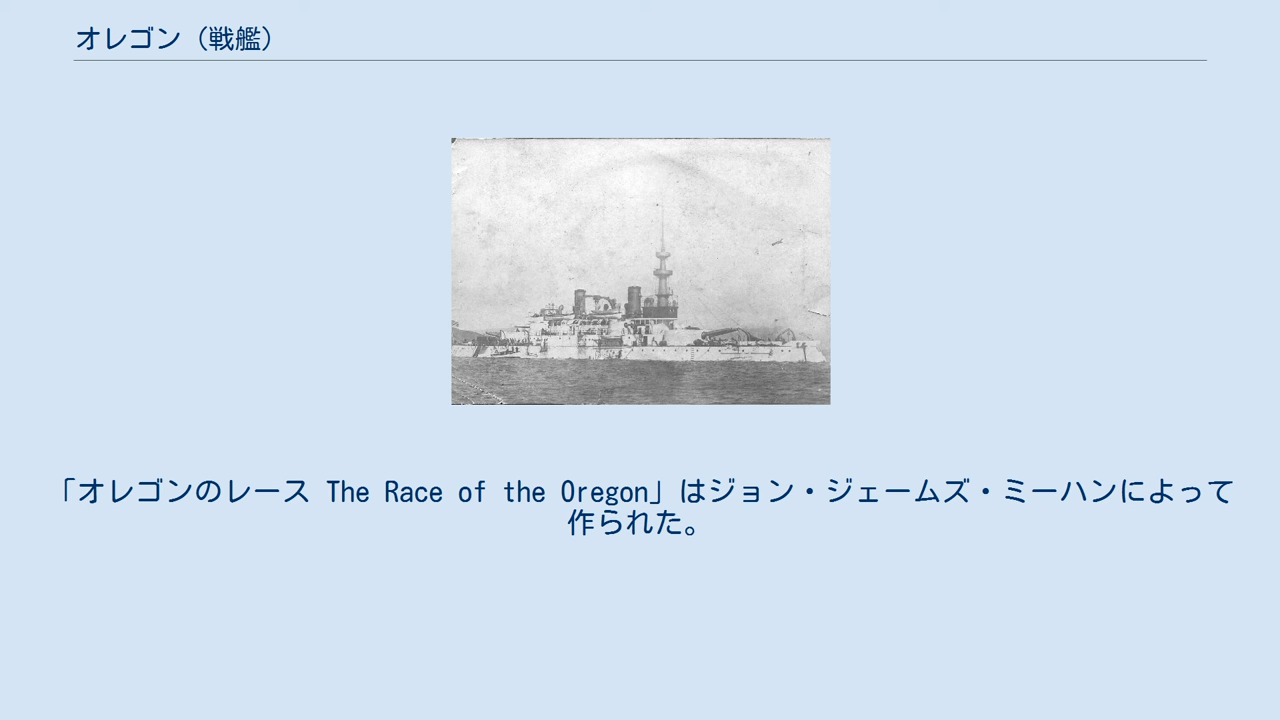 オレゴン（戦艦）
「オレゴンのレース The Race of the Oregon」はジョン・ジェームズ・ミーハンによって
作られた。